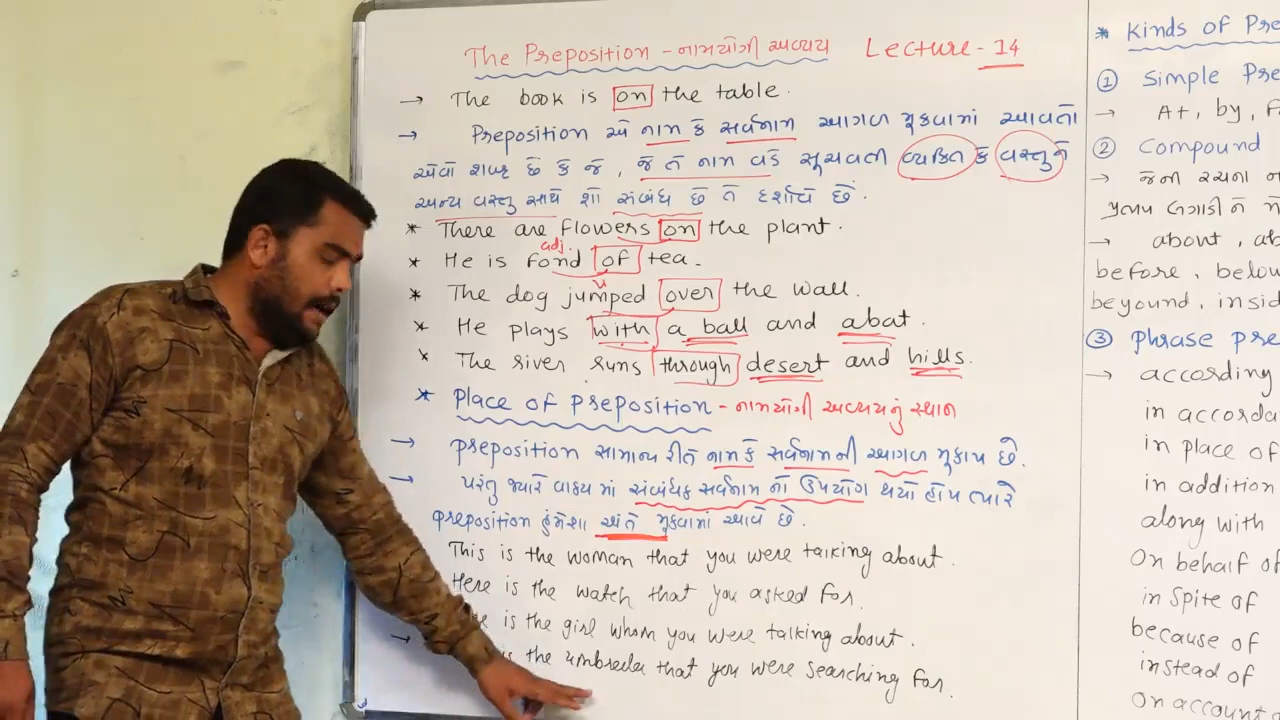 The Preposition - નામયોગી અવ્યય Lecture - 14
→ The book is on the table.
→ Preposition એ નામ કે સર્વનામ આગળ મૂકવામાં આવતો
એવો શબ્દ છે કે જે, જે તે નામ વડે સૂચવતી વ્યકિત કે વસ્તુને
અન્ય વસ્તુ સાથે શો સંબંધ છે તે દર્શાવે છે.
* There are flowers on the plant.
adj.
* He is fond of tea.
v
* The dog jumped over the wall.
* He plays with a ball and abat.
* The river runs through desert and hills.
* Place of preposition - નામયોગી અવ્યયનું સ્થાન
→ preposition સામાન્ય રીતે નામ કે સર્વનામની આગળ મૂકાય છે.
→ પરંતુ જ્યારે વાક્ય માં સંબંધક સર્વનામ નો ઉપયોગ થયો હોય ત્યારે
preposition હંમેશા અંતે મૂકવામાં આવે છે.
This is the woman that you were talking about.
Here is the watch that you asked for.
is the girl whom you were talking about.
→ the umbrella that you were searching for.
* Kinds of Pre
① Simple Pre
→ At, by, F
② Compound
→ જેની રચના
about, ab
before, below
beyound, insid
③ Phrase pre
→ according
in accorda
in place of
in addition
along with
On behalf of
in spite of
because of
instead of
On account